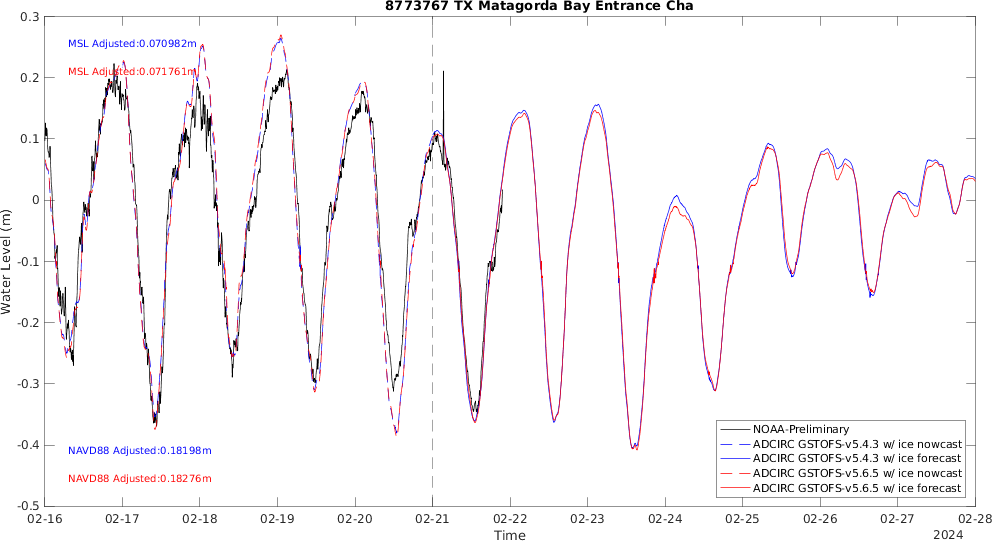 8773767 TX Matagorda Bay Entrance Cha
0.3
0.2
0.1
0
-0.1
-0.2
-0.3
-0.4
-0.5
Water Level (m)
MSL Adjusted:0.070982m
MSL Adjusted:0.071761m
NAVD88 Adjusted:0.18198m
NAVD88 Adjusted:0.18276m
NOAA-Preliminary
ADCIRC GSTOFS-v5.4.3 w/ ice nowcast
ADCIRC GSTOFS-v5.4.3 w/ ice forecast
ADCIRC GSTOFS-v5.6.5 w/ ice nowcast
ADCIRC GSTOFS-v5.6.5 w/ ice forecast
02-16 02-17 02-18 02-19 02-20 02-21 02-22 02-23 02-24 02-25 02-26 02-27 02-28
Time
2024